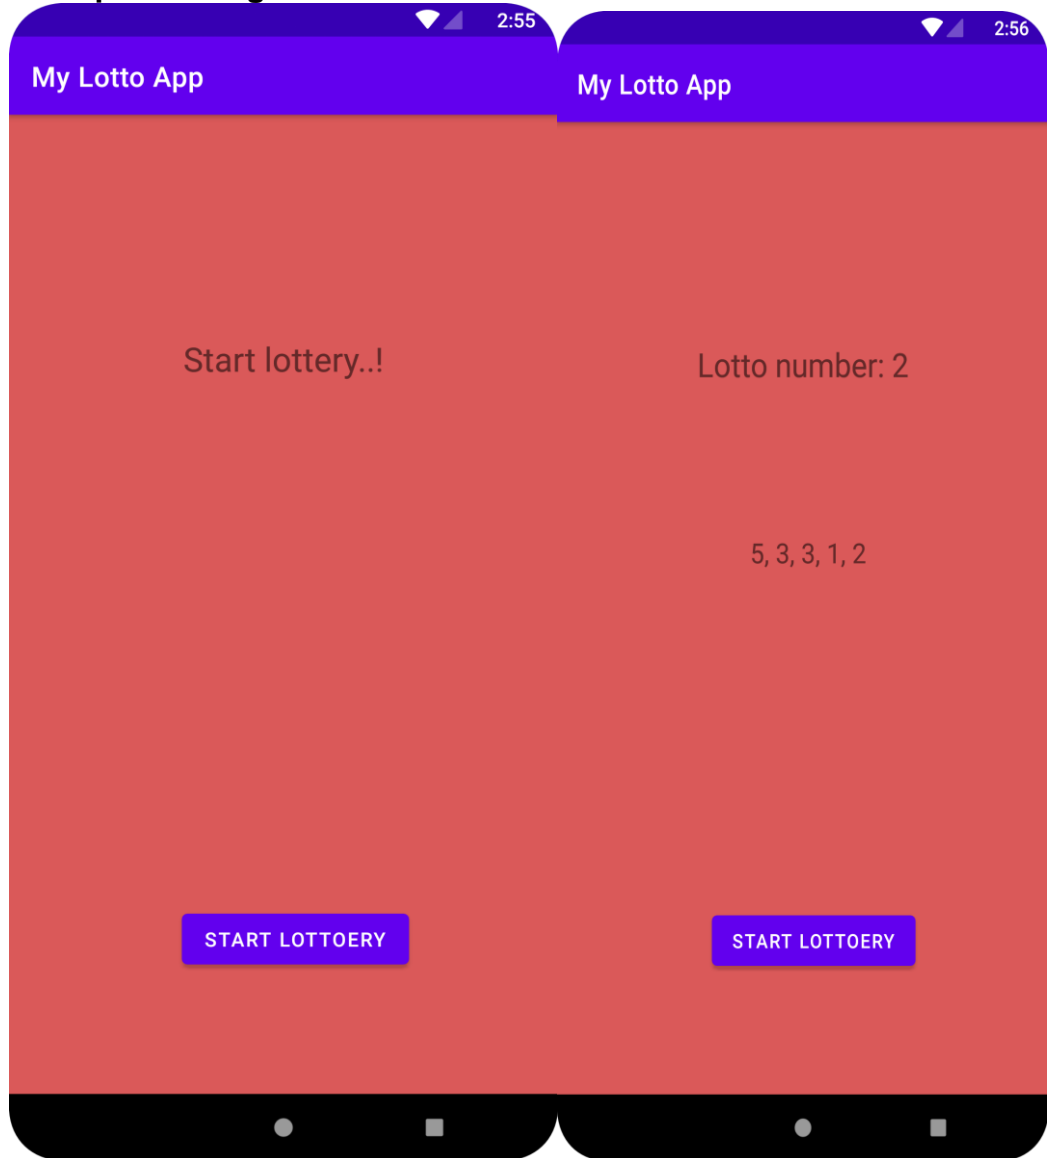 2:55
My Lotto App
Start lottery..!
START LOTTOERY
2:56
My Lotto App
Lotto number: 2
5, 3, 3, 1, 2
START LOTTOERY